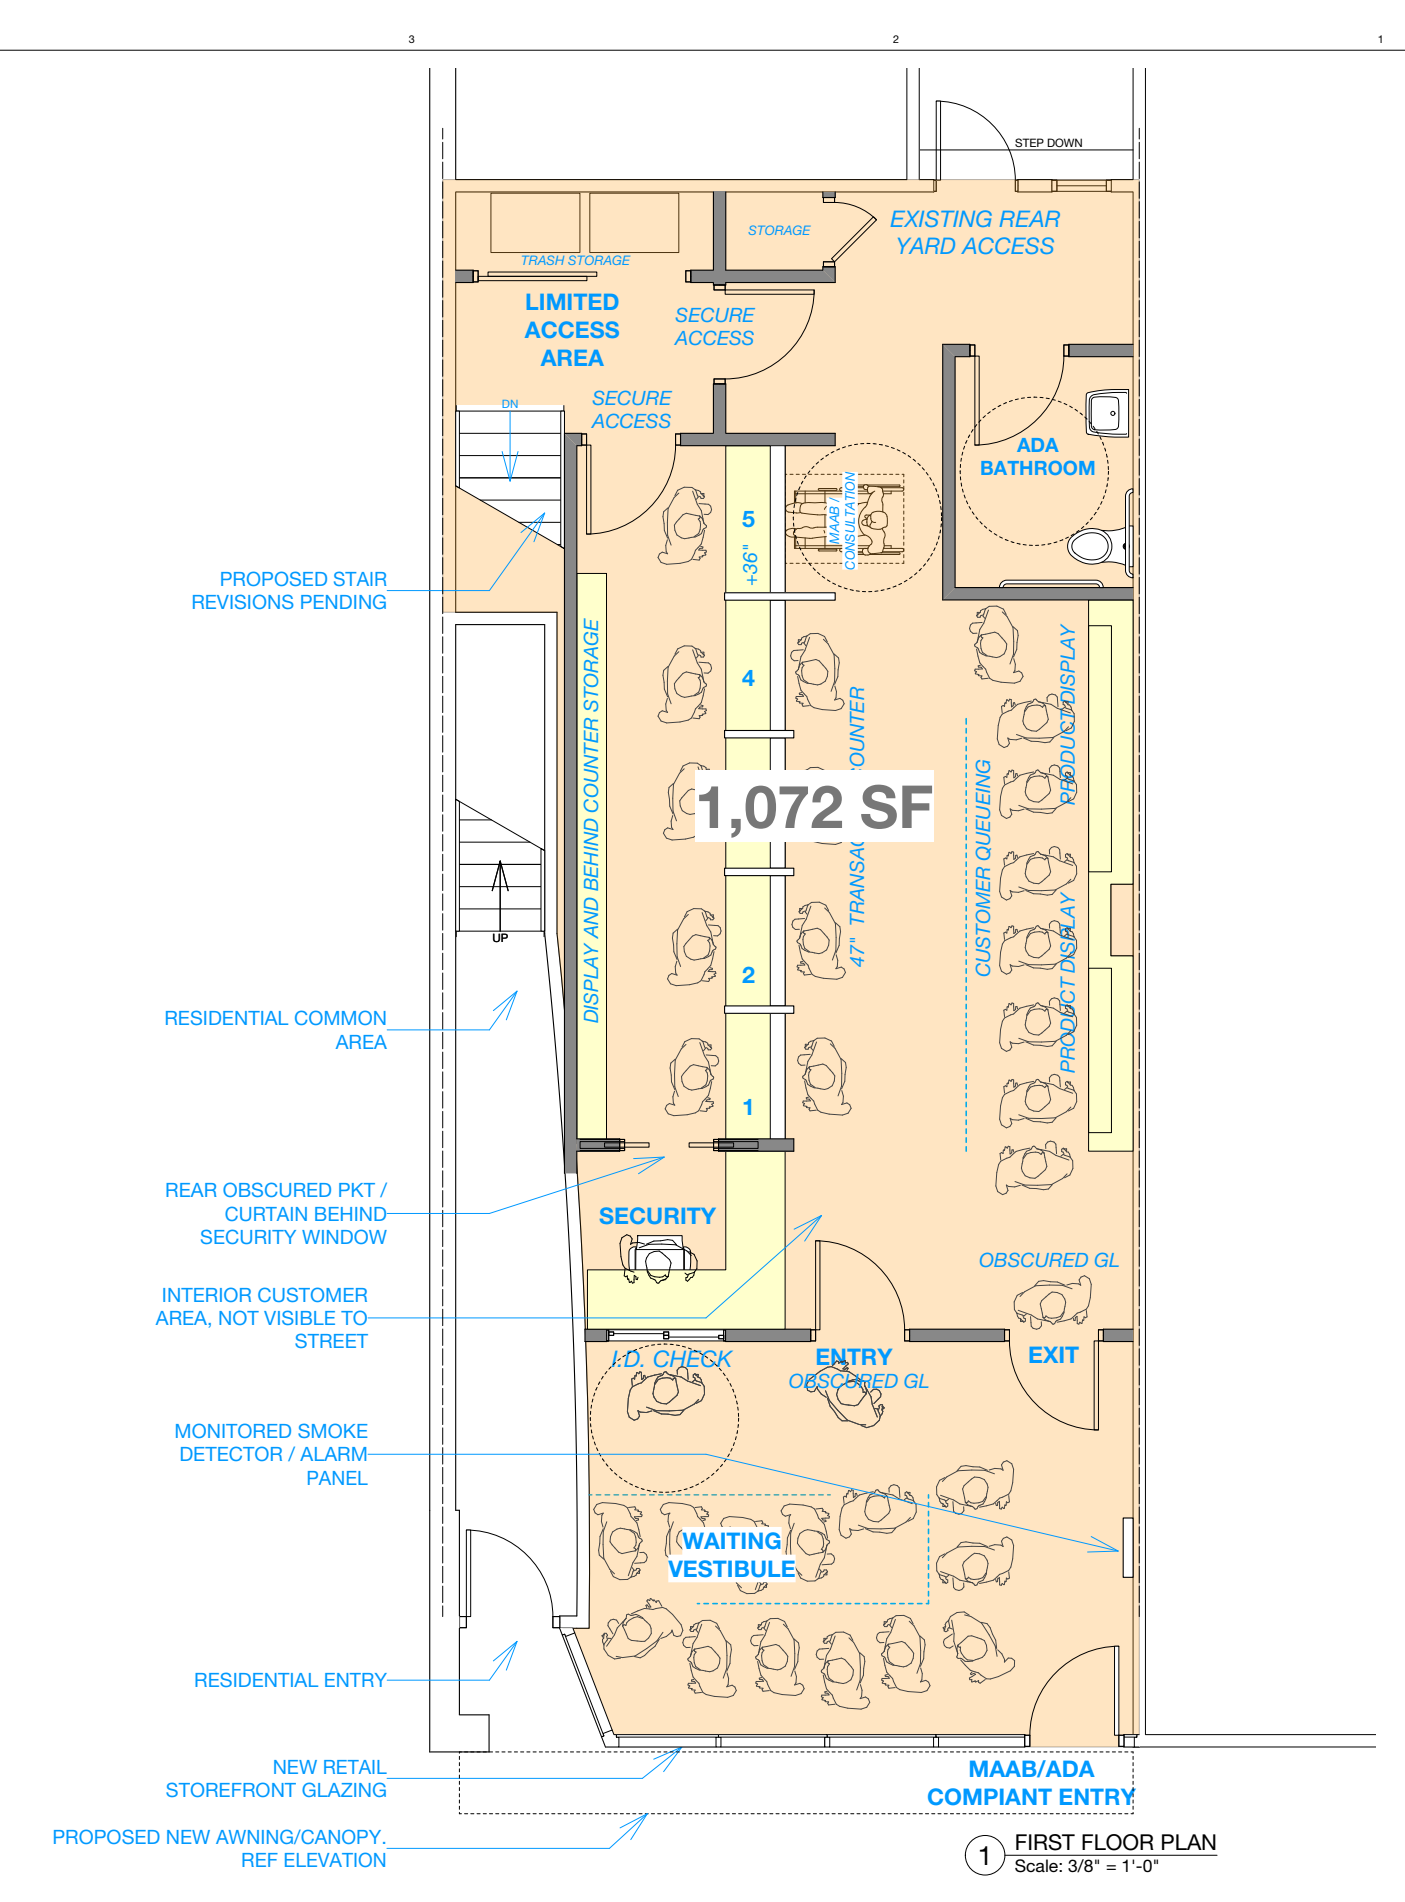 3
2
1
STEP DOWN
EXISTING REAR
YARD ACCESS
STORAGE
TRASH STORAGE
LIMITED
ACCESS
AREA
SECURE
ACCESS
SECURE
ACCESS
DN
ADA
BATHROOM
MAAB /
CONSULTATION
5
+36"
PROPOSED STAIR
REVISIONS PENDING
4
DISPLAY AND BEHIND COUNTER STORAGE
PRODUCT DISPLAY
1,072 SF
47" TRANSAC
OUNTER
CUSTOMER QUEUEING
PRODUCT DISPLAY
UP
2
RESIDENTIAL COMMON
AREA
1
REAR OBSCURED PKT /
CURTAIN BEHIND
SECURITY WINDOW
SECURITY
OBSCURED GL
INTERIOR CUSTOMER
AREA, NOT VISIBLE TO
STREET
I.D. CHECK
ENTRY
OBSCURED GL
EXIT
MONITORED SMOKE
DETECTOR / ALARM
PANEL
WAITING
VESTIBULE
RESIDENTIAL ENTRY
NEW RETAIL
STOREFRONT GLAZING
MAAB/ADA
COMPIANT ENTRY
PROPOSED NEW AWNING/CANOPY.
REF ELEVATION
1
FIRST FLOOR PLAN
Scale: 3/8" = 1'-0"